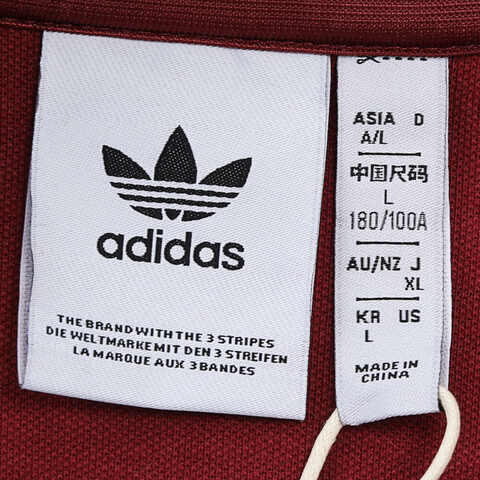 adidas
THE BRAND WITH THE 3 STRIPES
DIE WELTMARKE MIT DEN 3 STREIFEN
LA MARQUE AUX 3 BANDES
ASIA D
A/L
中国尺码
L
180/100A
AU/NZ J
XL
KR US
L
MADE IN
CHINA